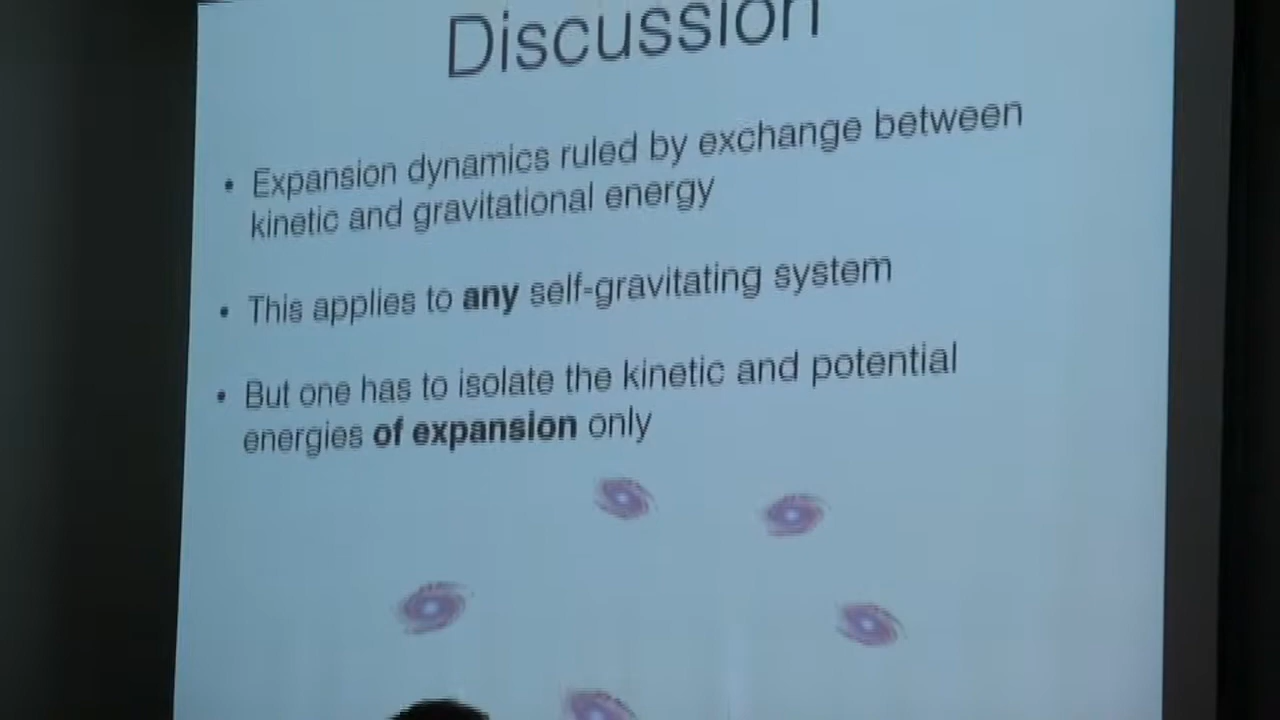 Discussion
• Expansion dynamics ruled by exchange between
kinetic and gravitational energy
• This applies to any self-gravitating system
• But one has to isolate the kinetic and potential
energies of expansion only